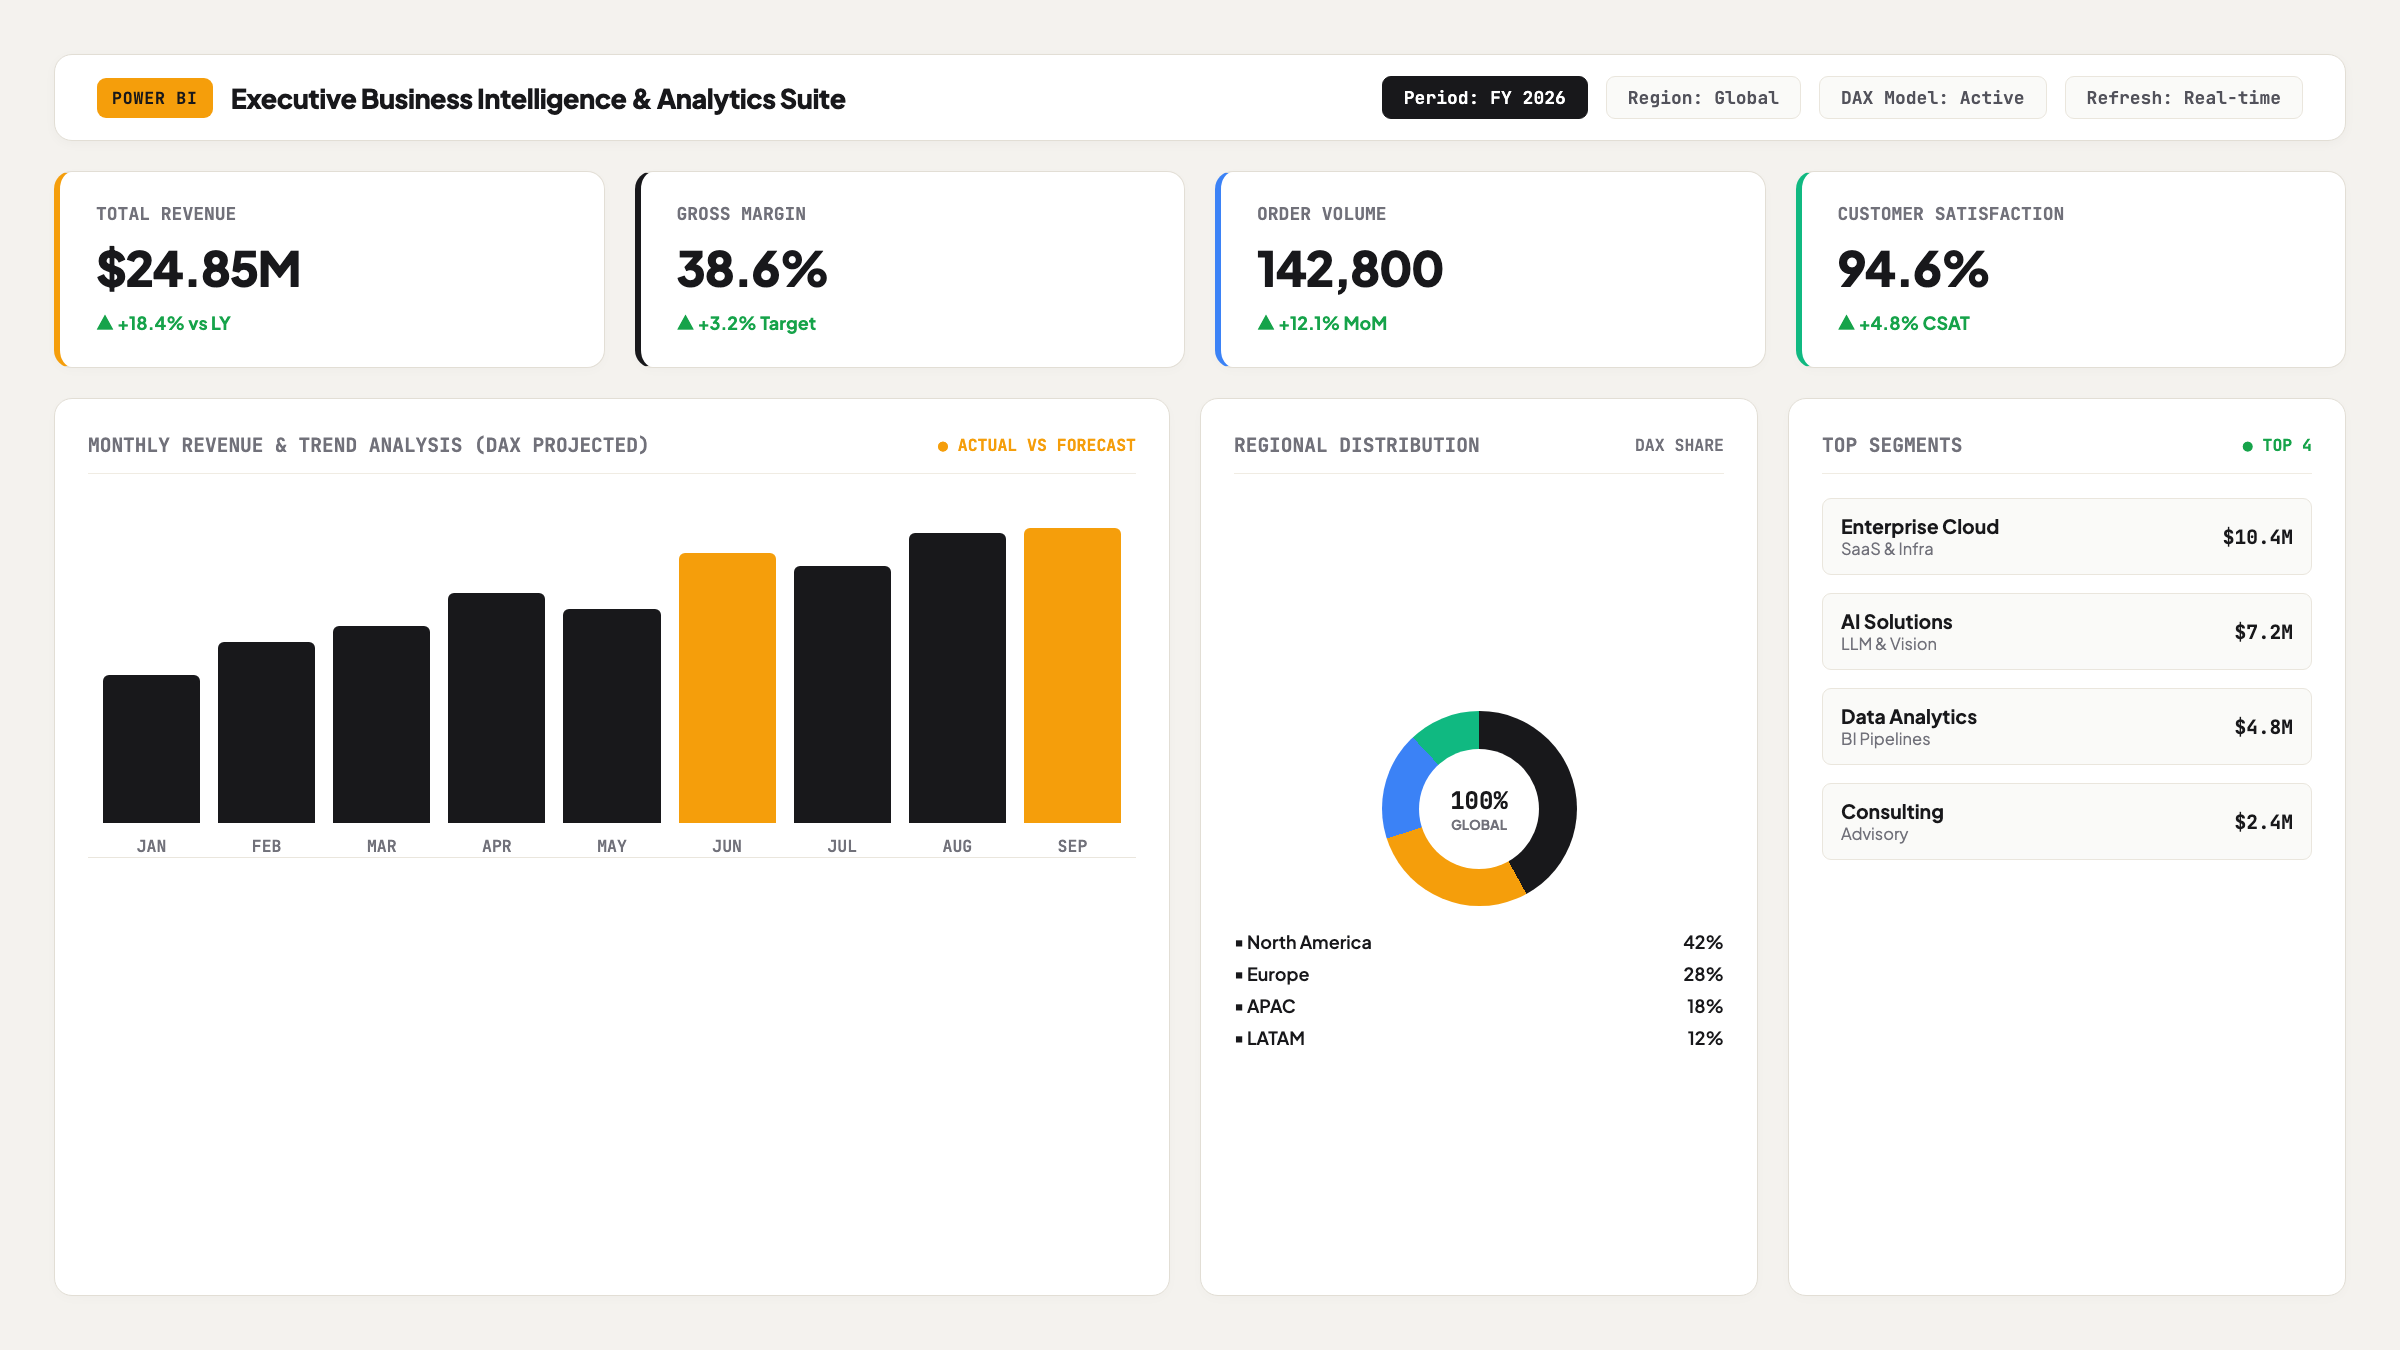 POWER BI
Executive Business Intelligence & Analytics Suite
Period: FY 2026
Region: Global
DAX Model: Active
Refresh: Real-time
TOTAL REVENUE
$24.85M
▲ +18.4% vs LY
GROSS MARGIN
38.6%
▲ +3.2% Target
ORDER VOLUME
142,800
▲ +12.1% MoM
CUSTOMER SATISFACTION
94.6%
▲ +4.8% CSAT
MONTHLY REVENUE & TREND ANALYSIS (DAX PROJECTED)
● ACTUAL VS FORECAST
JAN FEB MAR APR MAY JUN JUL AUG SEP
REGIONAL DISTRIBUTION
DAX SHARE
100%
GLOBAL
▪ North America 42%
▪ Europe 28%
▪ APAC 18%
▪ LATAM 12%
TOP SEGMENTS
● TOP 4
Enterprise Cloud
SaaS & Infra
$10.4M
AI Solutions
LLM & Vision
$7.2M
Data Analytics
BI Pipelines
$4.8M
Consulting
Advisory
$2.4M